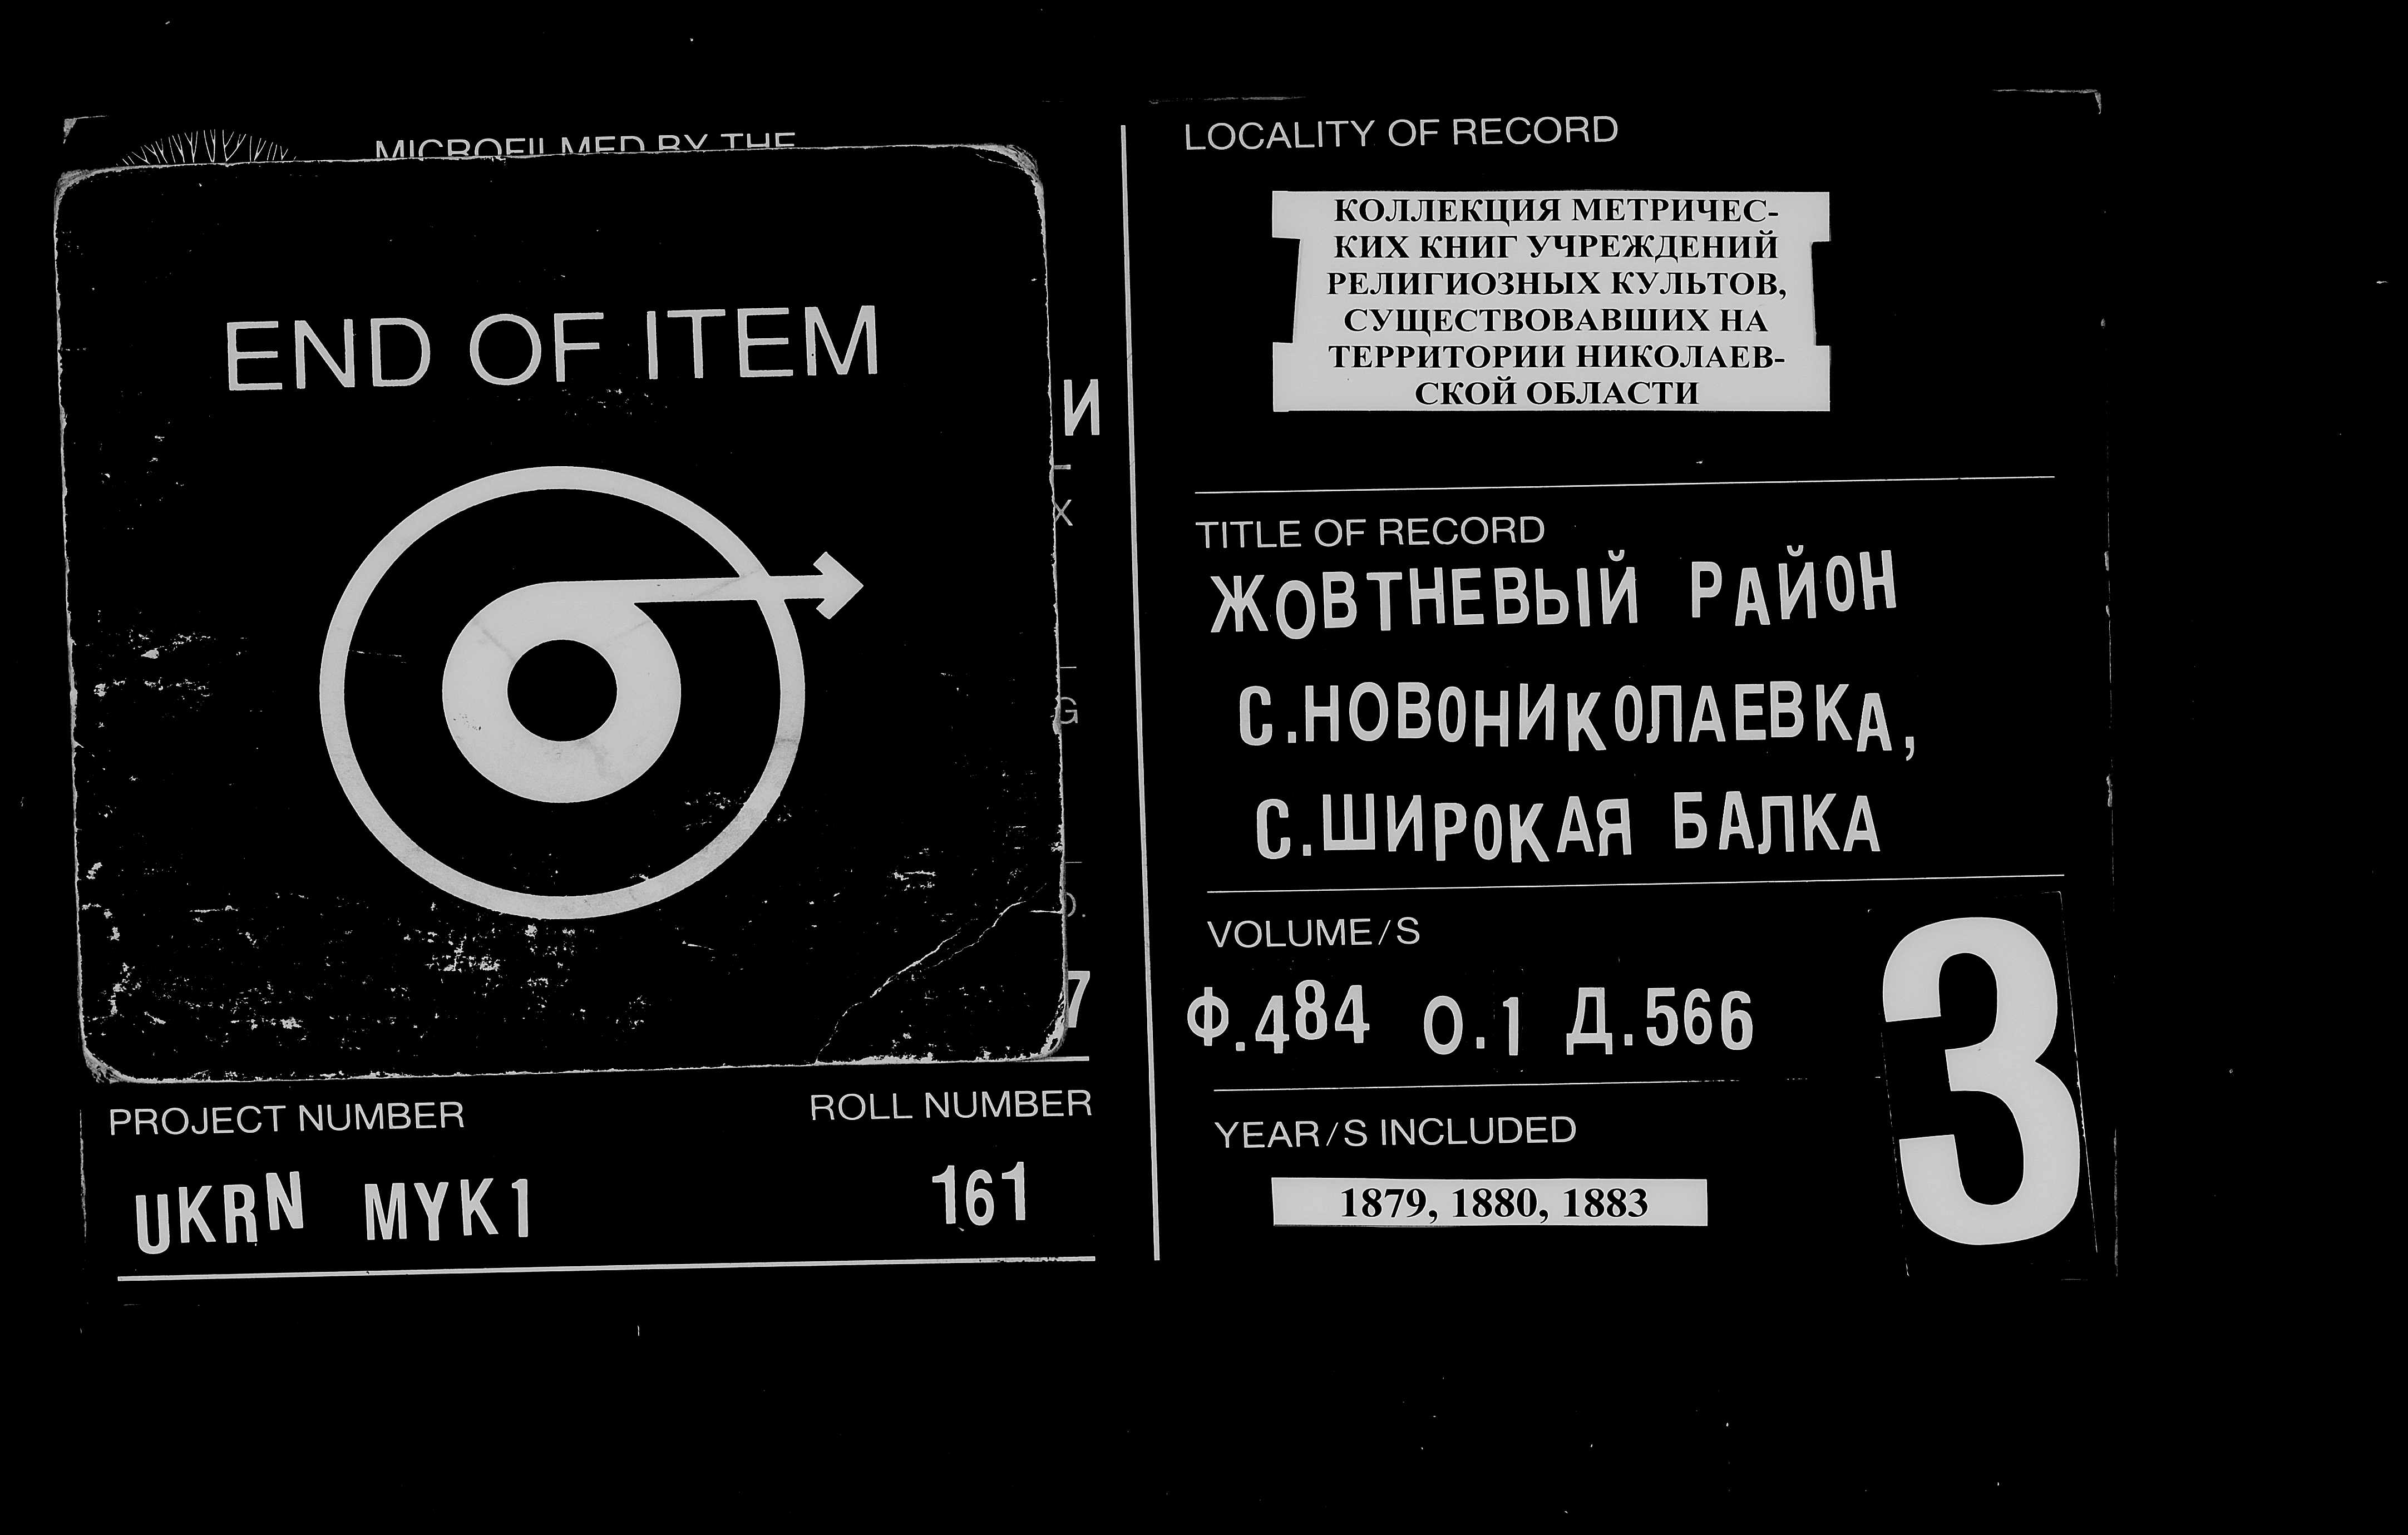 MICROFILMED BY THE
END OF ITEM
И
X
G
7
PROJECT NUMBER
ROLL NUMBER
UKRN MYK1
161
LOCALITY OF RECORD
КОЛЛЕКЦИЯ МЕТРИЧЕС-
КИХ КНИГ УЧРЕЖДЕНИЙ
РЕЛИГИОЗНЫХ КУЛЬТОВ,
СУЩЕСТВОВАВШИХ НА
ТЕРРИТОРИИ НИКОЛАЕВ-
СКОЙ ОБЛАСТИ
TITLE OF RECORD
ЖОВТНЕВЫЙ РАЙОН
С.НОВОНИКОЛАЕВКА,
С.ШИРОКАЯ БАЛКА
VOLUME/S
Ф.484 О.1 Д.566
3
YEAR/S INCLUDED
1879, 1880, 1883